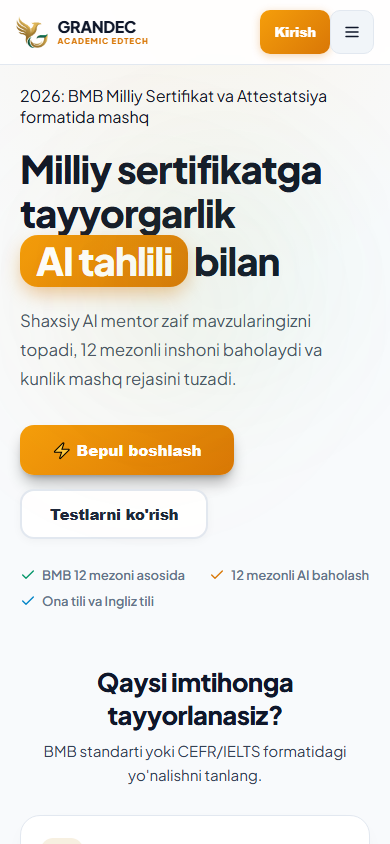 GRANDEC
ACADEMIC EDTECH
Kirish
2026: BMB Milliy Sertifikat va Attestatsiya
formatida mashq
Milliy sertifikatga
tayyorgarlik
AI tahlili bilan
Shaxsiy AI mentor zaif mavzularingizni
topadi, 12 mezonli inshoni baholaydi va
kunlik mashq rejasini tuzadi.
Bepul boshlash
Testlarni ko'rish
BMB 12 mezoni asosida
12 mezonli AI baholash
Ona tili va Ingliz tili
Qaysi imtihonga
tayyorlanasiz?
BMB standarti yoki CEFR/IELTS formatidagi
yo'nalishni tanlang.